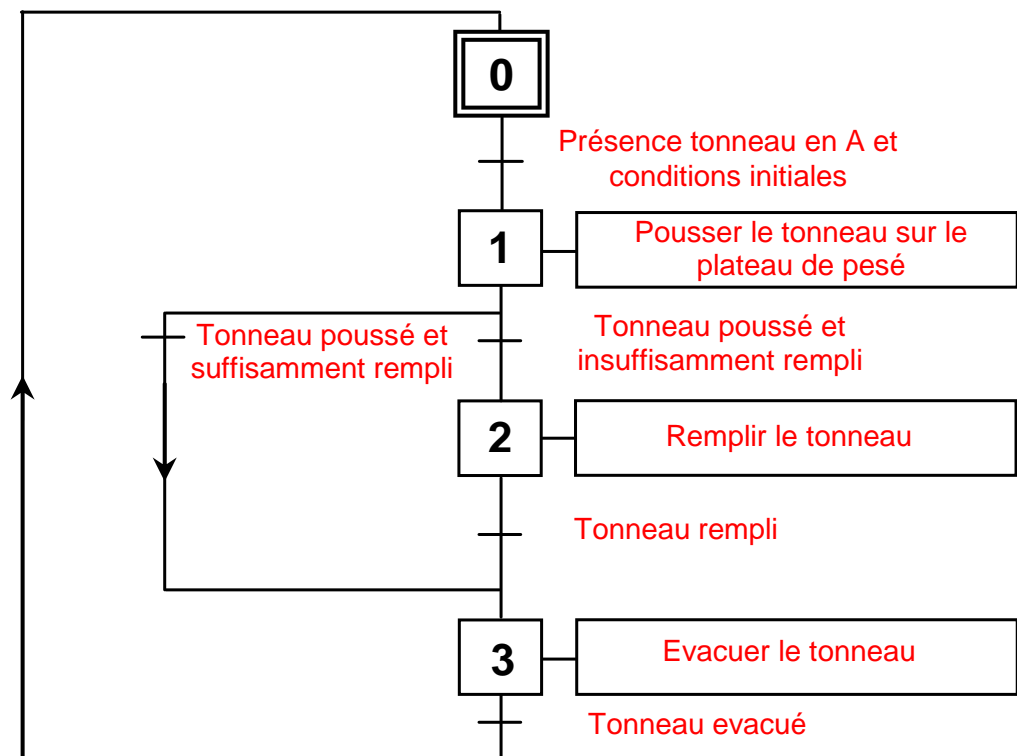 0
Présence tonneau en A et
conditions initiales
1
Pousser le tonneau sur le
plateau de pesé
Tonneau poussé et
suffisamment rempli
Tonneau poussé et
insuffisamment rempli
2
Remplir le tonneau
Tonneau rempli
3
Evacuer le tonneau
Tonneau evacué